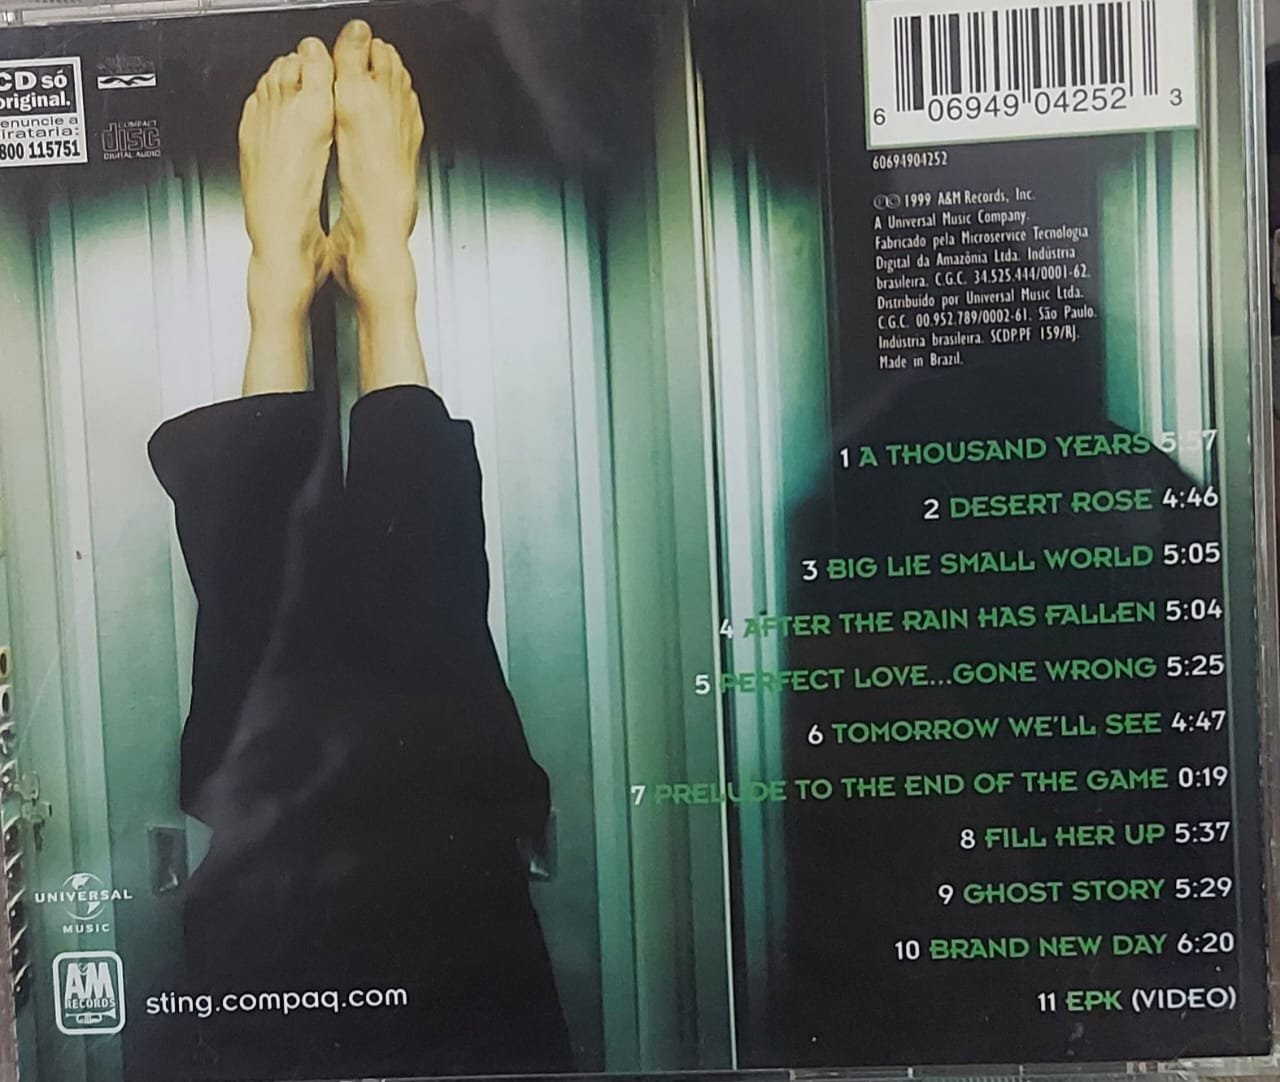 CD só
original.
enuncie a
irataria:
800 115751
COMPACT
disc
DIGITAL AUDIO
6 06949 04252 3
60694904252
℗© 1999 A&M Records, Inc.
A Universal Music Company.
Fabricado pela Microservice Tecnologia
Digital da Amazônia Ltda. Indústria
brasileira. C.G.C. 34.525.444/0001-62.
Distribuído por Universal Music Ltda.
C.G.C. 00.952.789/0002-61. São Paulo.
Indústria brasileira. SCDP.PF 159/RJ.
Made in Brazil.
1 A THOUSAND YEARS 5:57
2 DESERT ROSE 4:46
3 BIG LIE SMALL WORLD 5:05
4 AFTER THE RAIN HAS FALLEN 5:04
5 PERFECT LOVE...GONE WRONG 5:25
6 TOMORROW WE'LL SEE 4:47
7 PRELUDE TO THE END OF THE GAME 0:19
8 FILL HER UP 5:37
9 GHOST STORY 5:29
10 BRAND NEW DAY 6:20
11 EPK (VIDEO)
UNIVERSAL
MUSIC
A&M
RECORDS
sting.compaq.com